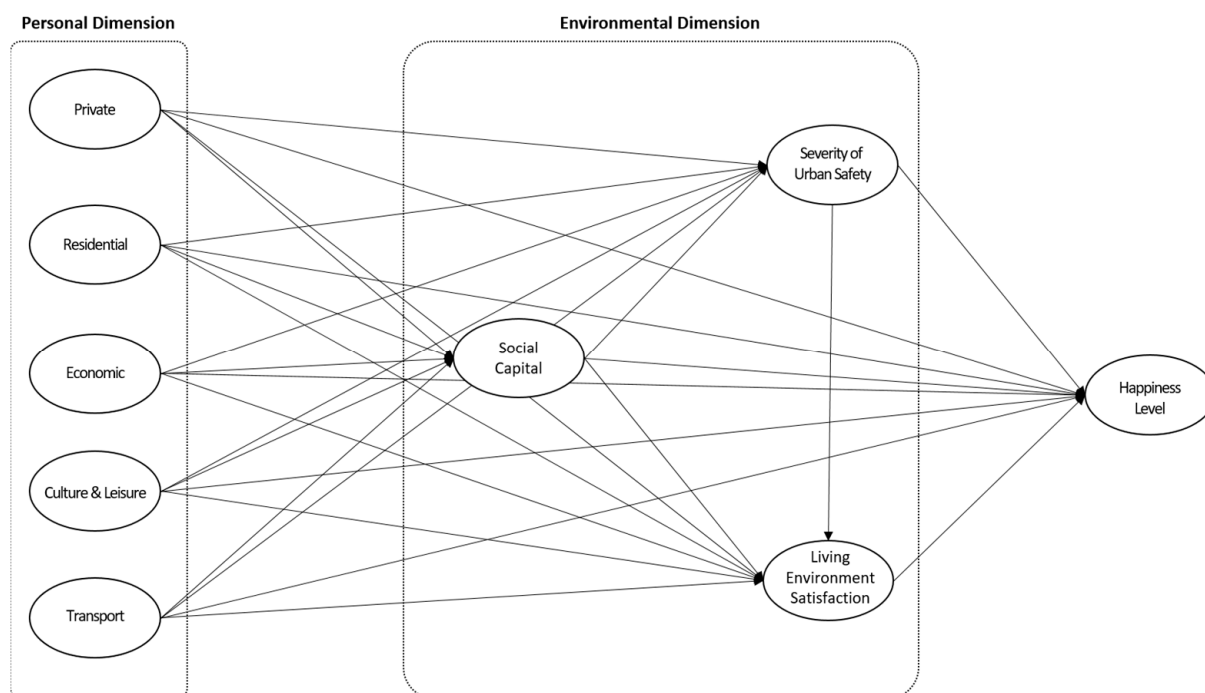 Personal Dimension
Environmental Dimension
Private
Residential
Economic
Culture & Leisure
Transport
Social
Capital
Severity of
Urban Safety
Living
Environment
Satisfaction
Happiness
Level